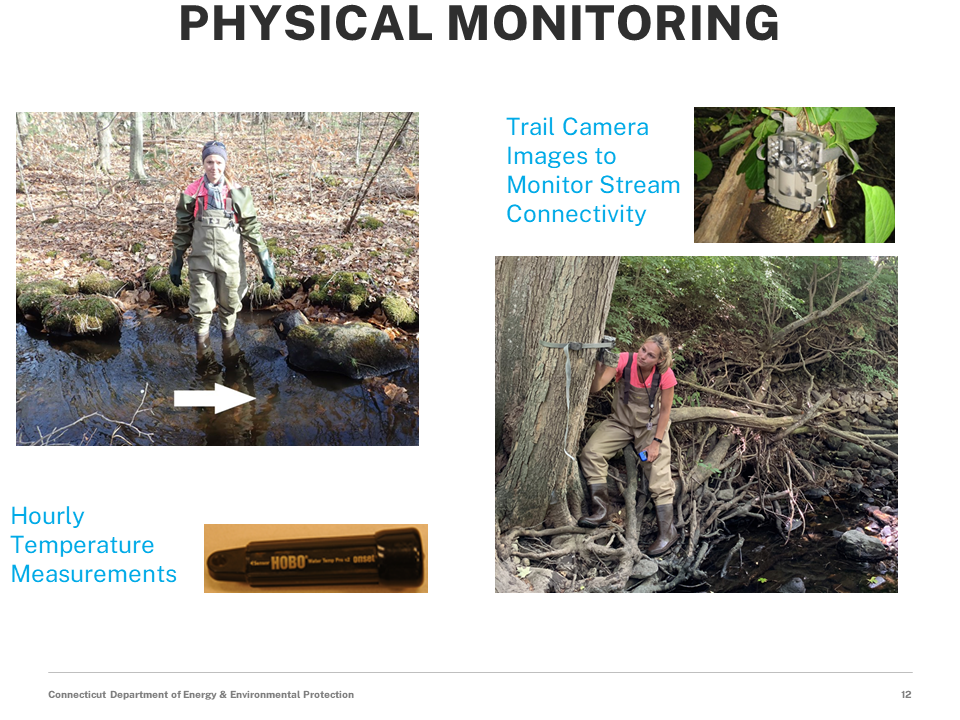 PHYSICAL MONITORING
Trail Camera
Images to
Monitor Stream
Connectivity
Hourly
Temperature
Measurements
HOBO® Water Temp Pro v2 onset
Connecticut Department of Energy & Environmental Protection
12